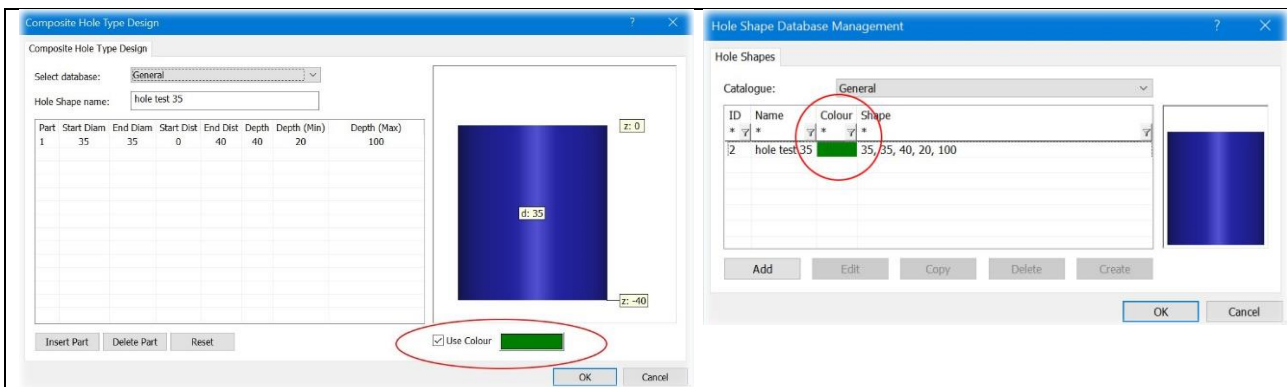 Composite Hole Type Design ? ×
Composite Hole Type Design
Select database: General
Hole Shape name: hole test 35
Part Start Diam End Diam Start Dist End Dist Depth Depth (Min) Depth (Max)
1 35 35 0 40 40 20 100
z: 0
d: 35
z: -40
Insert Part Delete Part Reset
Use Colour
OK Cancel
Hole Shape Database Management ? ×
Hole Shapes
Catalogue: General
ID Name Colour Shape
* * * *
2 hole test 35 35, 35, 40, 20, 100
Add Edit Copy Delete Create
OK Cancel